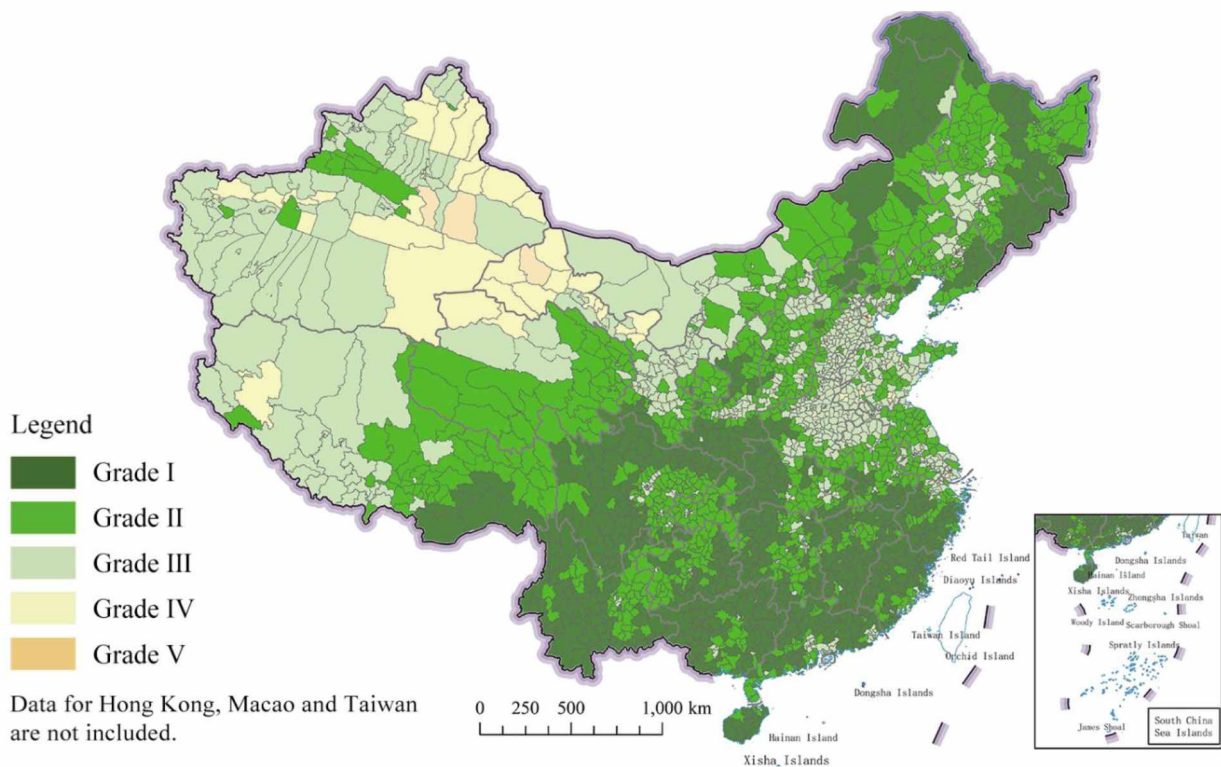 Legend
Grade I
Grade II
Grade III
Grade IV
Grade V
Data for Hong Kong, Macao and Taiwan
are not included.
0 250 500 1,000 km
Red Tail Island
Diaoyu Islands
Taiwan Island
Orchid Island
Dongsha Islands
Hainan Island
Xisha Islands
Taiwan
Dongsha Islands
Hainan Island
Xisha Islands
Zhongsha Islands
Woody Island
Scarborough Shoal
Spratly Islands
James Shoal
South China
Sea Islands